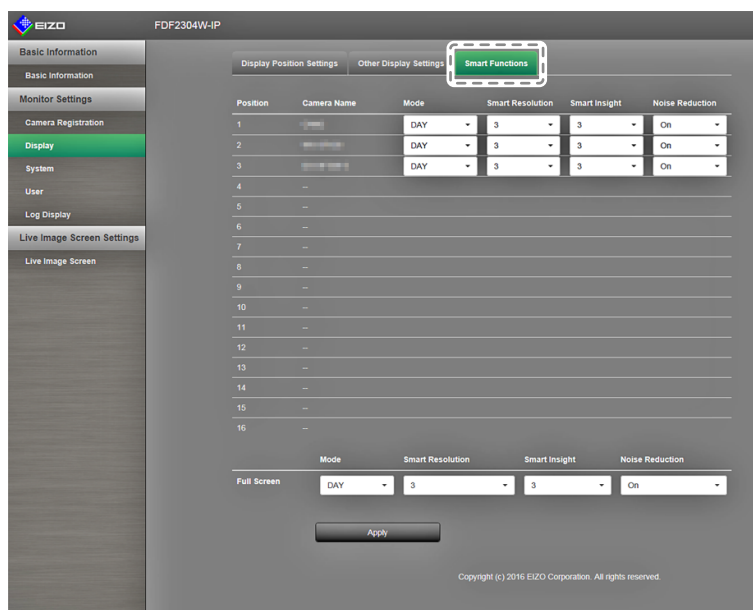 EIZO FDF2304W-IP
Basic Information
Basic Information
Monitor Settings
Camera Registration
Display
System
User
Log Display
Live Image Screen Settings
Live Image Screen
Display Position Settings Other Display Settings Smart Functions
Position Camera Name Mode Smart Resolution Smart Insight Noise Reduction
1 DAY 3 3 On
2 DAY 3 3 On
3 DAY 3 3 On
4 --
5 --
6 --
7 --
8 --
9 --
10 --
11 --
12 --
13 --
14 --
15 --
16 --
Mode Smart Resolution Smart Insight Noise Reduction
Full Screen DAY 3 3 On
Apply
Copyright (c) 2016 EIZO Corporation. All rights reserved.